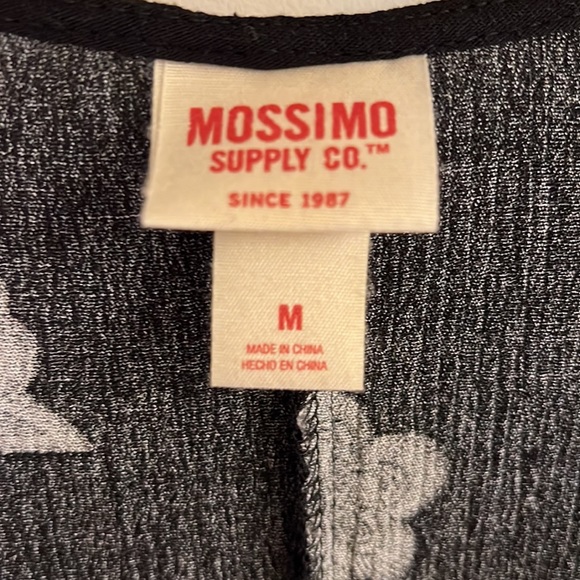 MOSSIMO
SUPPLY CO.™
SINCE 1987
M
MADE IN CHINA
HECHO EN CHINA